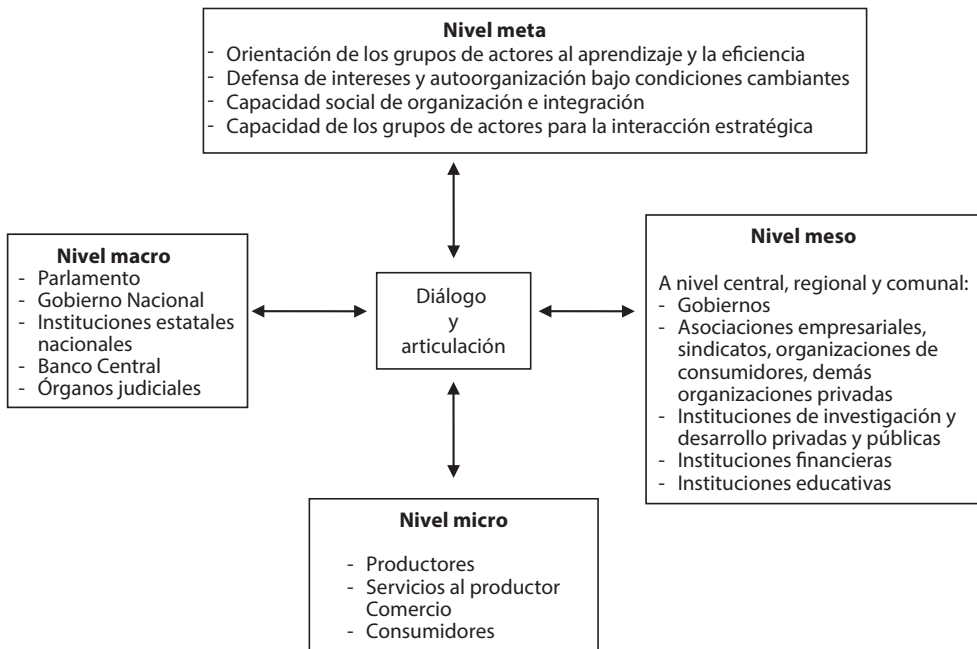 Nivel meta
- Orientación de los grupos de actores al aprendizaje y la eficiencia
- Defensa de intereses y autoorganización bajo condiciones cambiantes
- Capacidad social de organización e integración
- Capacidad de los grupos de actores para la interacción estratégica
Nivel macro
- Parlamento
- Gobierno Nacional
- Instituciones estatales
nacionales
- Banco Central
- Órganos judiciales
Diálogo
y
articulación
Nivel meso
A nivel central, regional y comunal:
- Gobiernos
- Asociaciones empresariales,
sindicatos, organizaciones de
consumidores, demás
organizaciones privadas
- Instituciones de investigación y
desarrollo privadas y públicas
- Instituciones financieras
- Instituciones educativas
Nivel micro
- Productores
- Servicios al productor
Comercio
- Consumidores